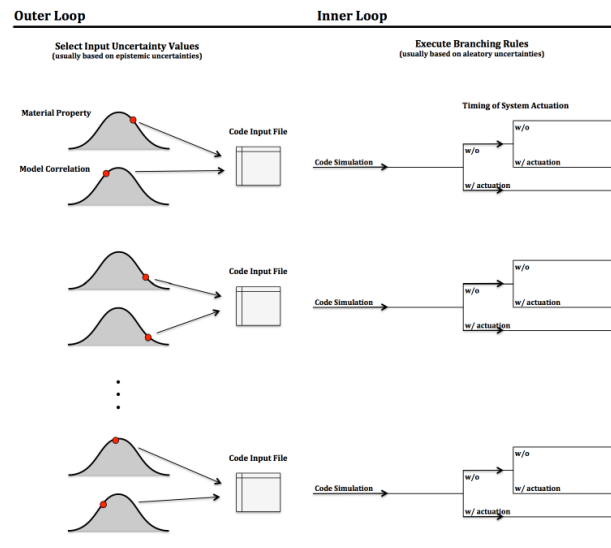 Outer Loop
Inner Loop
Select Input Uncertainty Values
(usually based on epistemic uncertainties)
Execute Branching Rules
(usually based on aleatory uncertainties)
Material Property
Model Correlation
Code Input File
Timing of System Actuation
Code Simulation
w/o
w/o
w/ actuation
w/ actuation
Code Input File
Code Simulation
w/o
w/o
w/ actuation
w/ actuation
Code Input File
Code Simulation
w/o
w/o
w/ actuation
w/ actuation